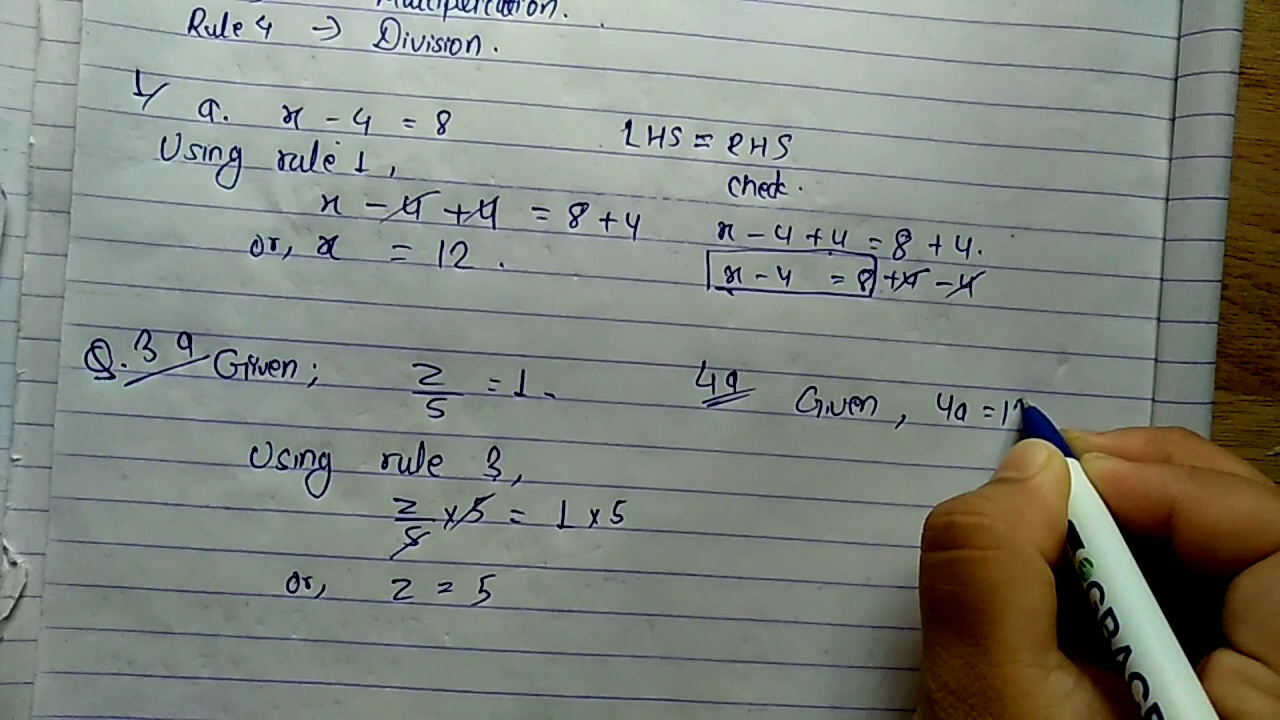 Multiplication.
Rule 4 → Division.
1/ a. x - 4 = 8
Using rule 1,
x - 4 + 4 = 8 + 4
or, x = 12.
LHS = RHS
check.
x - 4 + 4 = 8 + 4.
x - 4 = 8 + 4 - 4
Q. 3 a Given; z/5 = 1.
Using rule 3,
z/5 × 5 = 1 × 5
or, z = 5
4a Given, 4a = 1